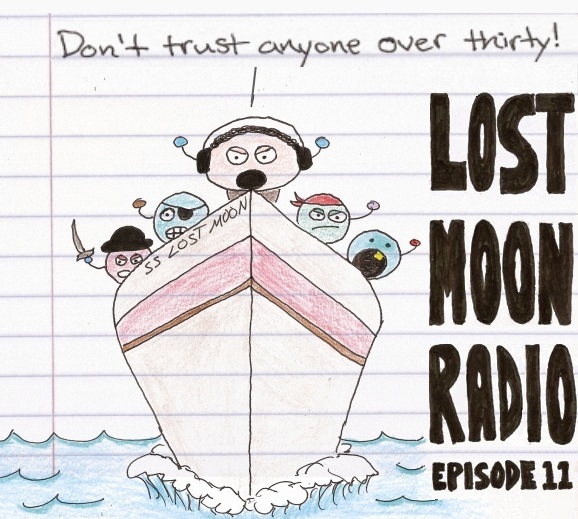 Don't trust anyone over thirty!
LOST
MOON
RADIO
EPISODE 11
SS LOST MOON